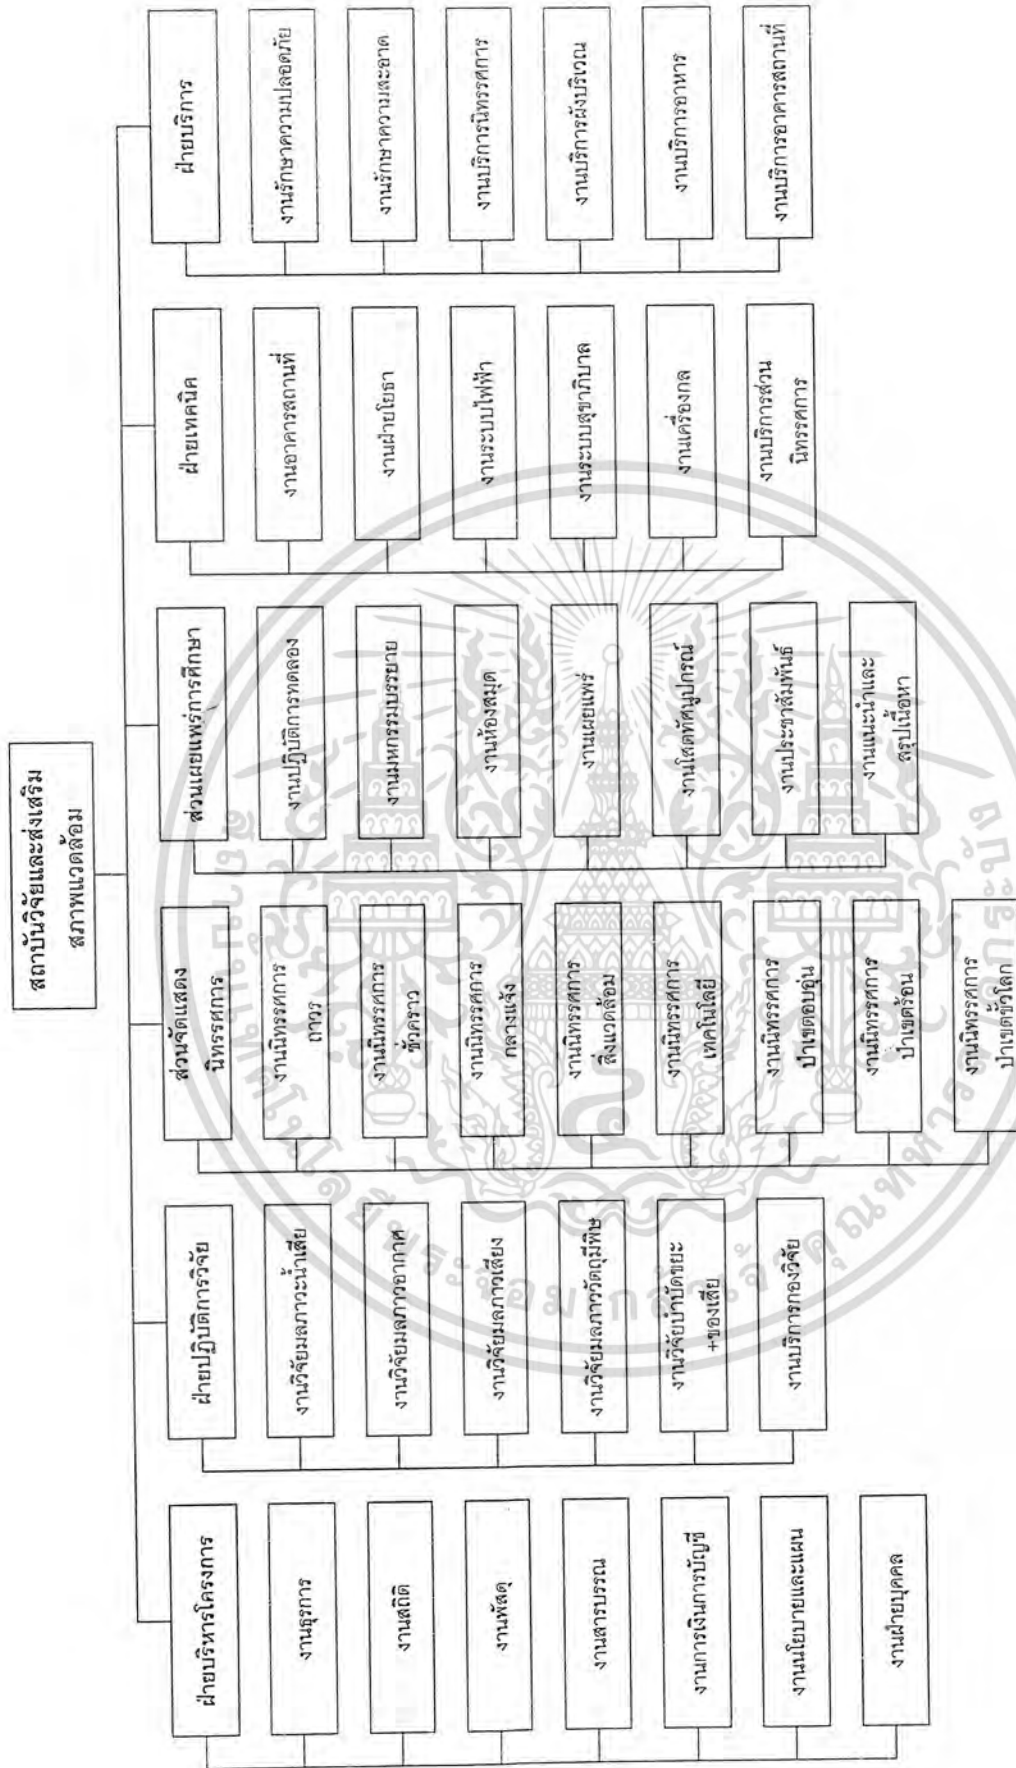 สถาบันวิจัยและส่งเสริม
สภาพแวดล้อม
ฝ่ายบริหารโครงการ
งานธุรการ
งานสถิติ
งานพัสดุ
งานสารบรรณ
งานการเงินการบัญชี
งานนโยบายและแผน
งานฝ่ายบุคคล
ฝ่ายปฏิบัติการวิจัย
งานวิจัยมลภาวะน้ำเสีย
งานวิจัยมลภาวอากาศ
งานวิจัยมลภาวเสียง
งานวิจัยมลภาววัตถุมีพิษ
งานวิจัยบำบัดขยะ
+ของเสีย
งานบริการกองวิจัย
ส่วนจัดแสดง
นิทรรศการ
งานนิทรรศการ
ถาวร
งานนิทรรศการ
ชั่วคราว
งานนิทรรศการ
กลางแจ้ง
งานนิทรรศการ
สิ่งแวดล้อม
งานนิทรรศการ
เทคโนโลยี
งานนิทรรศการ
ป่าเขตอบอุ่น
งานนิทรรศการ
ป่าเขตร้อน
งานนิทรรศการ
ป่าเขตขั้วโลก
ส่วนเผยแพร่การศึกษา
งานปฏิบัติการทดลอง
งานมหกรรมบรรยาย
งานห้องสมุด
งานเผยแพร่
งานโสตทัศนูปกรณ์
งานประชาสัมพันธ์
งานแนะนำและ
สรุปเนื้อหา
ฝ่ายเทคนิค
งานอาคารสถานที่
งานฝ่ายโยธา
งานระบบไฟฟ้า
งานระบบสุขาภิบาล
งานเครื่องกล
งานบริการส่วน
นิทรรศการ
ฝ่ายบริการ
งานรักษาความปลอดภัย
งานรักษาความสะอาด
งานบริการนิทรรศการ
งานบริการผังบริเวณ
งานบริการอาหาร
งานบริการอาคารสถานที่